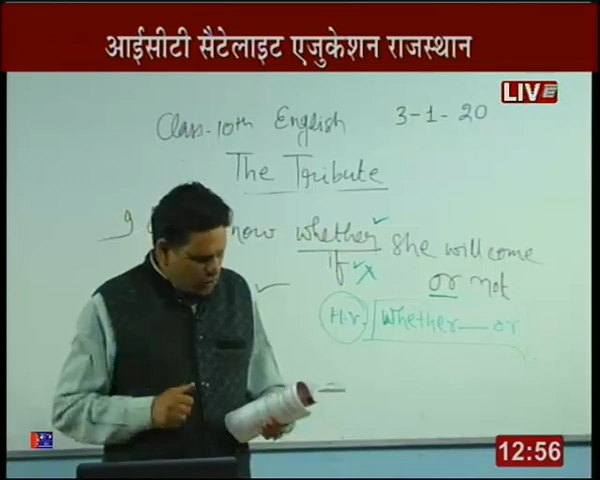 आईसीटी सैटेलाइट एजुकेशन राजस्थान
LIVE
Class-10th English 3-1-20
The Tribute
I now whether she will come
if or not
H.V. whether or
12:56